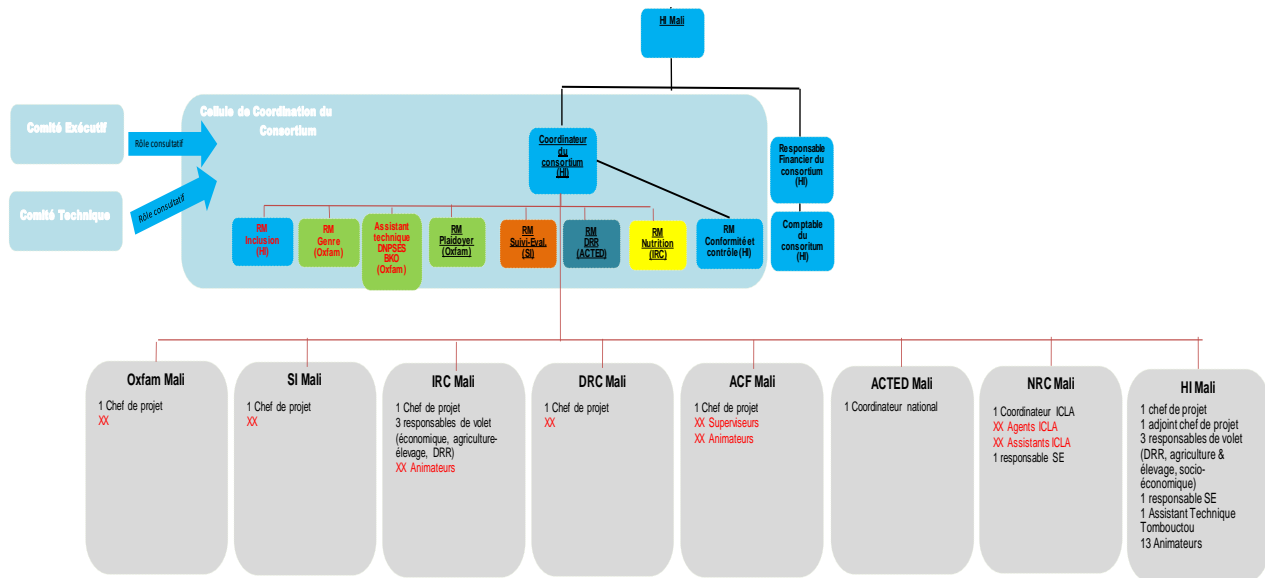 HI Mali
Cellule de Coordination du
Consortium
Comité Exécutif
Rôle consultatif
Comité Technique
Rôle consultatif
Coordinateur
du
consortium
(HI)
Responsable
Financier du
consortium
(HI)
RM
Inclusion
(HI)
RM
Genre
(Oxfam)
Assistant
technique
DNPSES
BKO
(Oxfam)
RM
Plaidoyer
(Oxfam)
RM
Suivi-Eval.
(SI)
RM
DRR
(ACTED)
RM
Nutrition
(IRC)
RM
Conformité et
contrôle (HI)
Comptable
du
consoritum
(HI)
Oxfam Mali
1 Chef de projet
XX
SI Mali
1 Chef de projet
XX
IRC Mali
1 Chef de projet
3 responsables de volet
(économique, agriculture-
élevage, DRR)
XX Animateurs
DRC Mali
1 Chef de projet
XX
ACF Mali
1 Chef de projet
XX Superviseurs
XX Animateurs
ACTED Mali
1 Coordinateur national
NRC Mali
1 Coordinateur ICLA
XX Agents ICLA
XX Assistants ICLA
1 responsable SE
HI Mali
1 chef de projet
1 adjoint chef de projet
3 responsables de volet
(DRR, agriculture &
élevage, socio-
économique)
1 responsable SE
1 Assistant Technique
Tombouctou
13 Animateurs